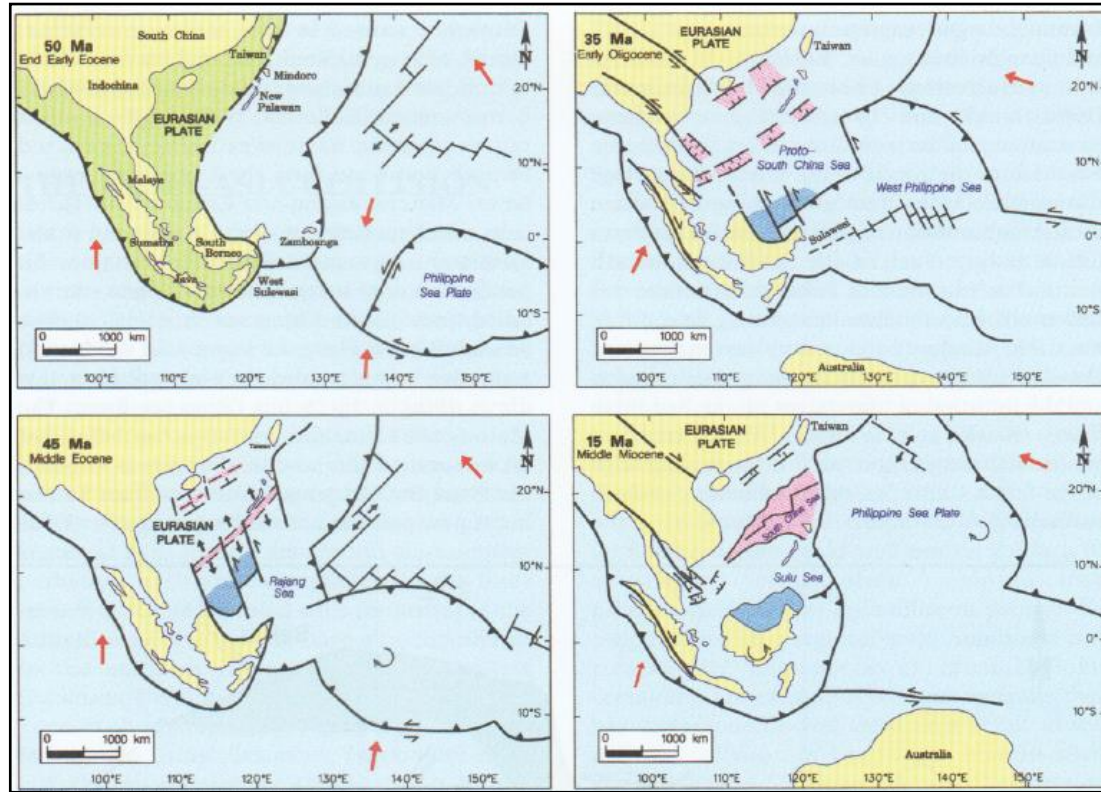 50 Ma
End Early Eocene
South China
Taiwan
Indochina
Mindoro
New
Palawan
EURASIAN
PLATE
Malaya
Sumatra
South
Borneo
Java
West
Sulewasi
Zamboanga
Philippine
Sea Plate
N
20°N
10°N
0°
10°S
0 1000 km
100°E
110°E
120°E
130°E
140°E
150°E
35 Ma
Early Oligocene
EURASIAN
PLATE
Taiwan
Proto-
South China Sea
West Philippine Sea
Sulawesi
Australia
N
20°N
10°N
0°
10°S
0 1000 km
100°E
110°E
120°E
130°E
140°E
150°E
45 Ma
Middle Eocene
EURASIAN
PLATE
Rajang
Sea
N
20°N
10°N
0°
10°S
0 1000 km
100°E
110°E
120°E
130°E
140°E
150°E
15 Ma
Middle Miocene
EURASIAN
PLATE
Taiwan
South China Sea
Philippine Sea Plate
Sulu Sea
Australia
N
20°N
10°N
0°
10°S
0 1000 km
100°E
110°E
120°E
130°E
140°E
150°E